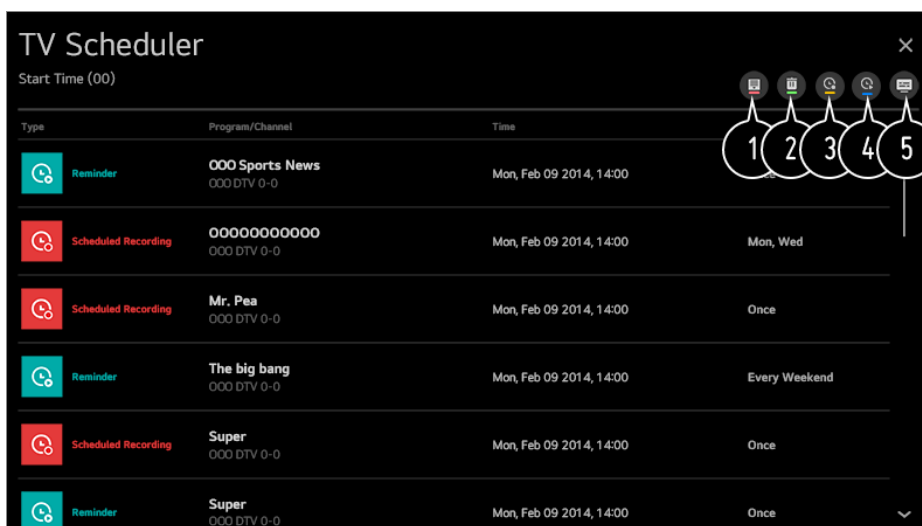 TV Scheduler
Start Time (00)
1 2 3 4 5
Type Program/Channel Time
Reminder OOO Sports News Mon, Feb 09 2014, 14:00
OOO DTV 0-0
Scheduled Recording OOOOOOOOOOO Mon, Feb 09 2014, 14:00 Mon, Wed
OOO DTV 0-0
Scheduled Recording Mr. Pea Mon, Feb 09 2014, 14:00 Once
OOO DTV 0-0
Reminder The big bang Mon, Feb 09 2014, 14:00 Every Weekend
OOO DTV 0-0
Scheduled Recording Super Mon, Feb 09 2014, 14:00 Once
OOO DTV 0-0
Reminder Super Mon, Feb 09 2014, 14:00 Once
OOO DTV 0-0